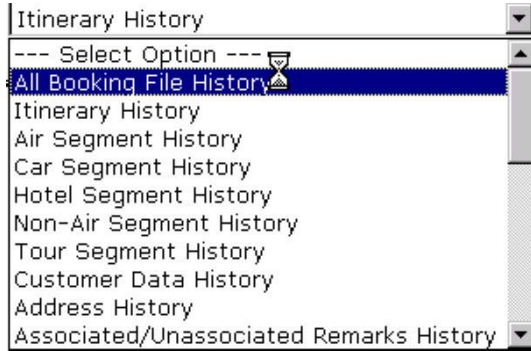 Itinerary History
--- Select Option ---
All Booking File History
Itinerary History
Air Segment History
Car Segment History
Hotel Segment History
Non-Air Segment History
Tour Segment History
Customer Data History
Address History
Associated/Unassociated Remarks History